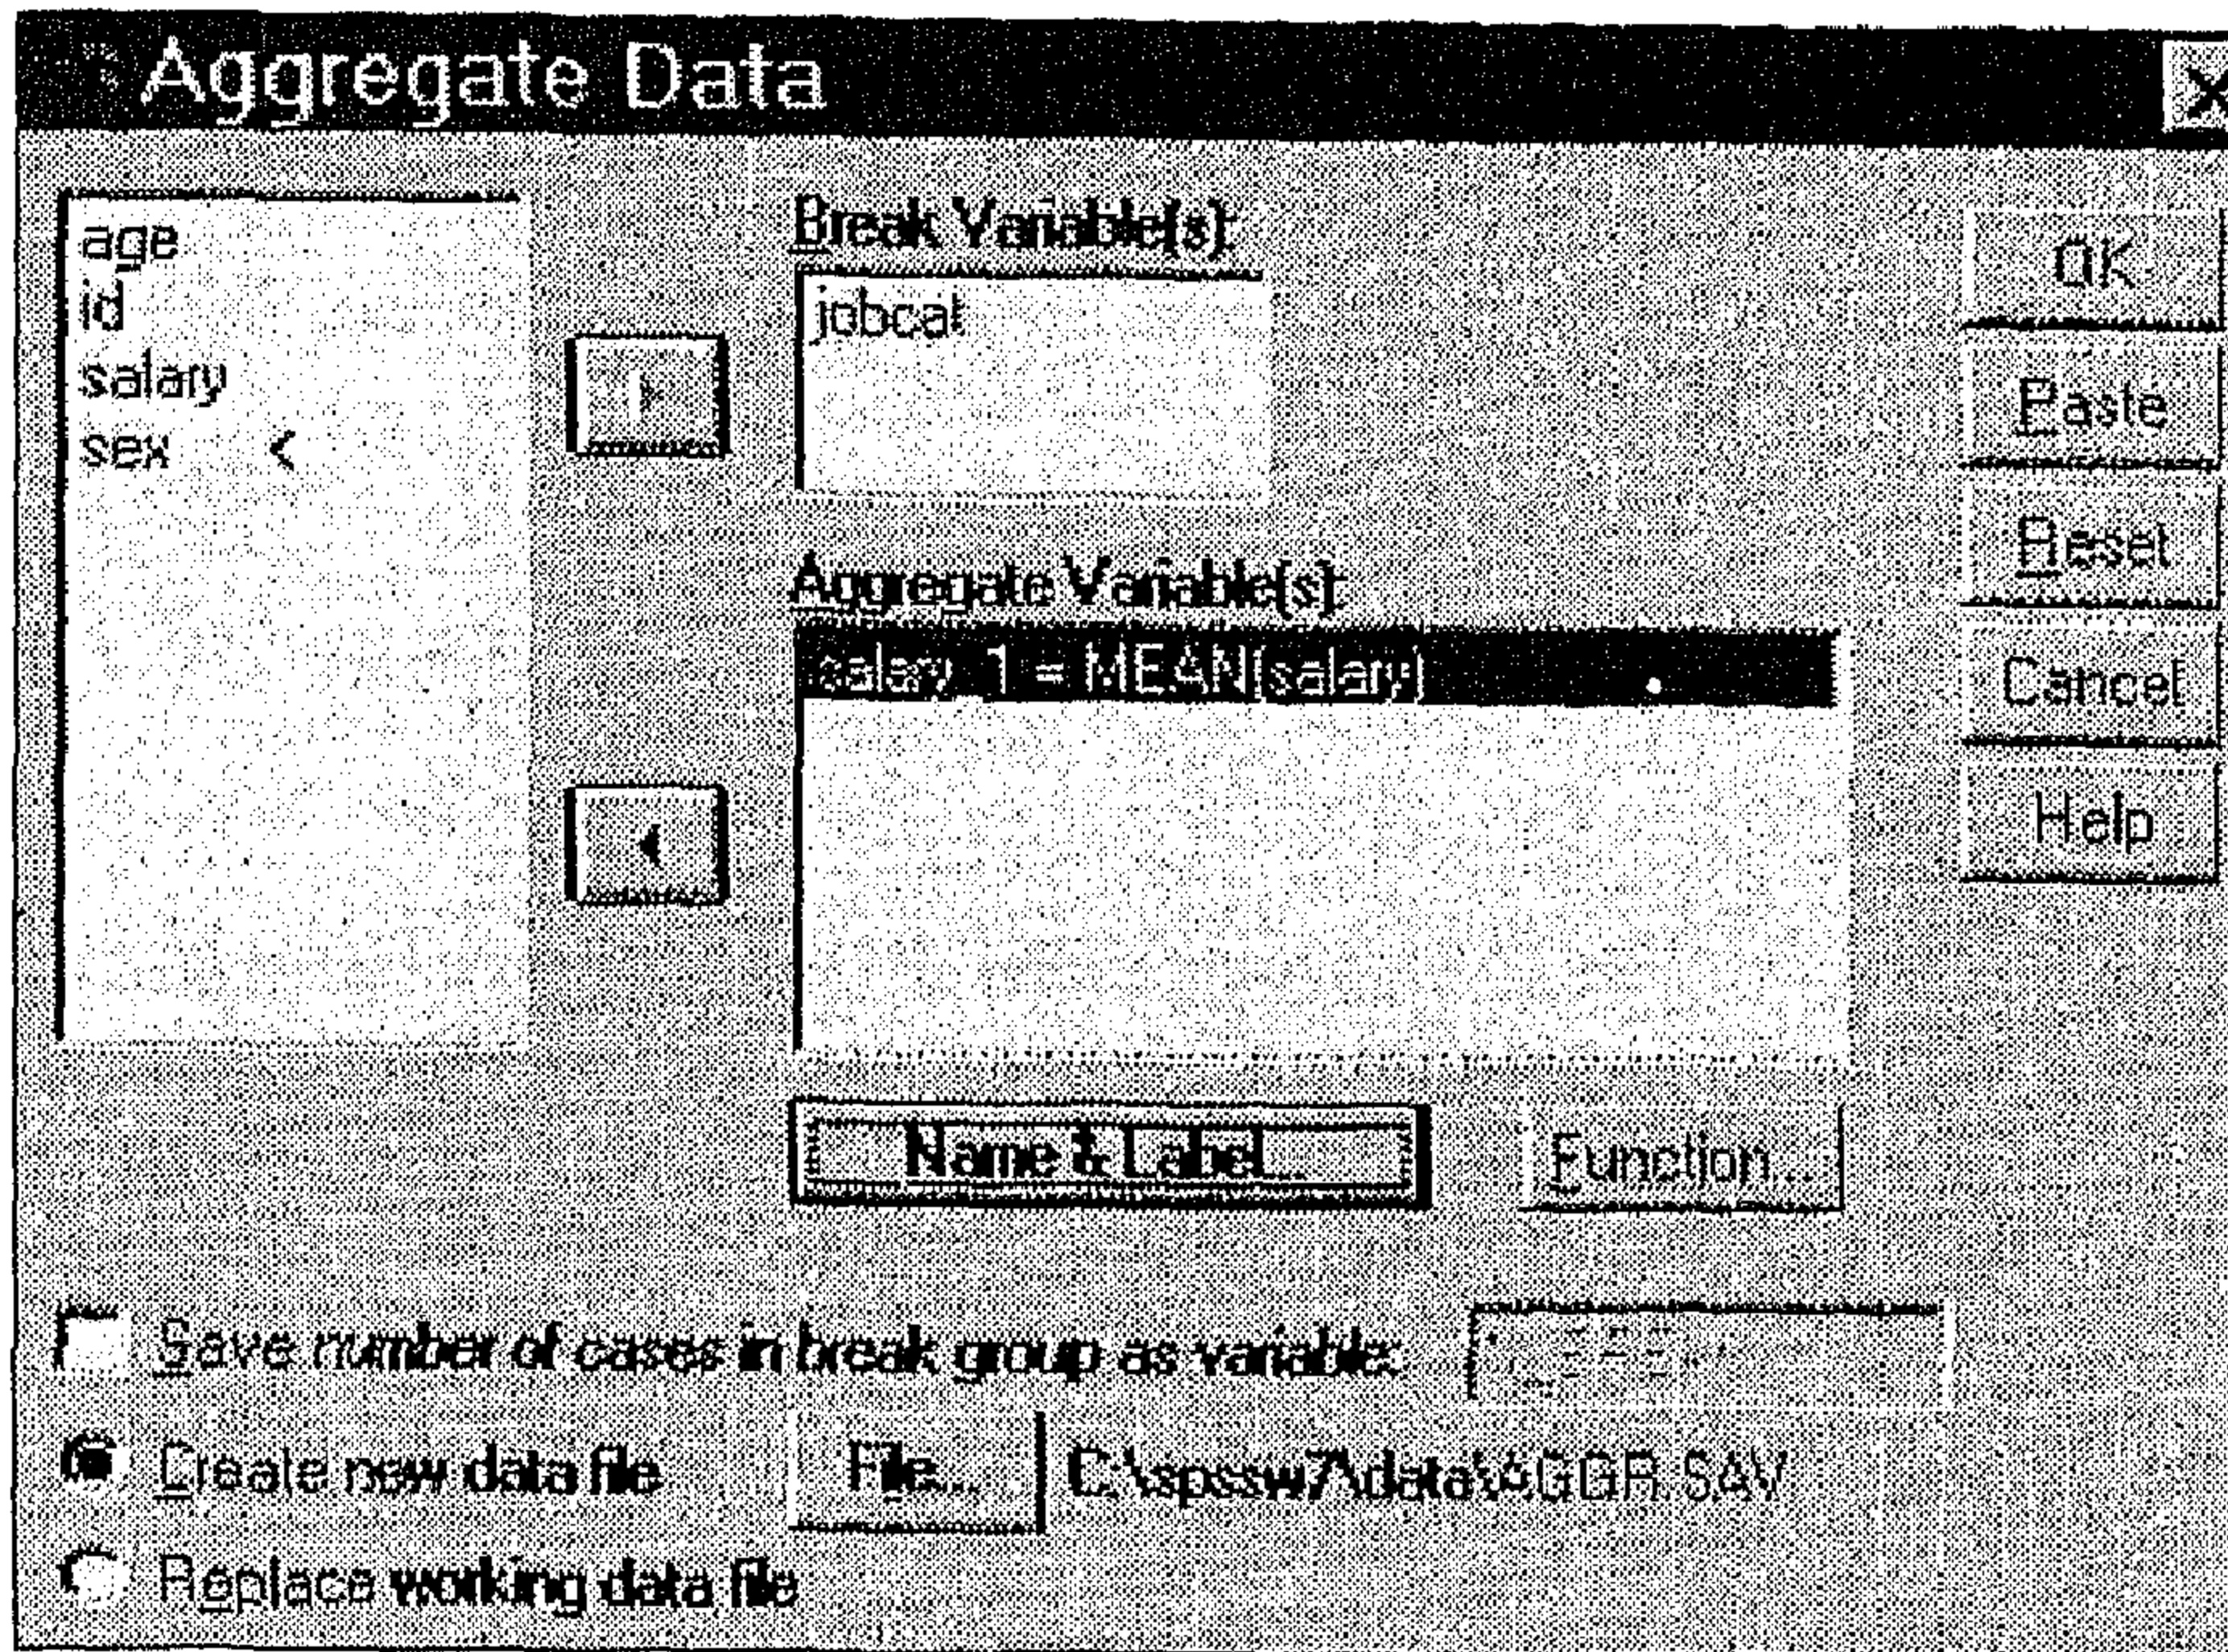 Aggregate Data
age
id
salary
sex <
Break Variable(s):
jobcat
Aggregate Variable(s):
salary_1 = MEAN(salary)
Name & Label...
Function...
OK
Paste
Reset
Cancel
Help
Save number of cases in break group as variable:
Create new data file
File...
C:\spssw7\data\AGGR.SAV
Replace working data file